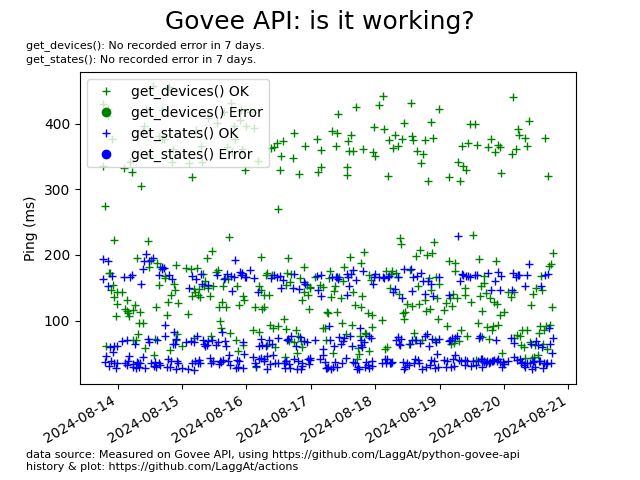 Govee API: is it working?
get_devices(): No recorded error in 7 days.
get_states(): No recorded error in 7 days.
get_devices() OK
get_devices() Error
get_states() OK
get_states() Error
Ping (ms)
400
300
200
100
2024-08-14
2024-08-15
2024-08-16
2024-08-17
2024-08-18
2024-08-19
2024-08-20
2024-08-21
data source: Measured on Govee API, using https://github.com/LaggAt/python-govee-api
history & plot: https://github.com/LaggAt/actions